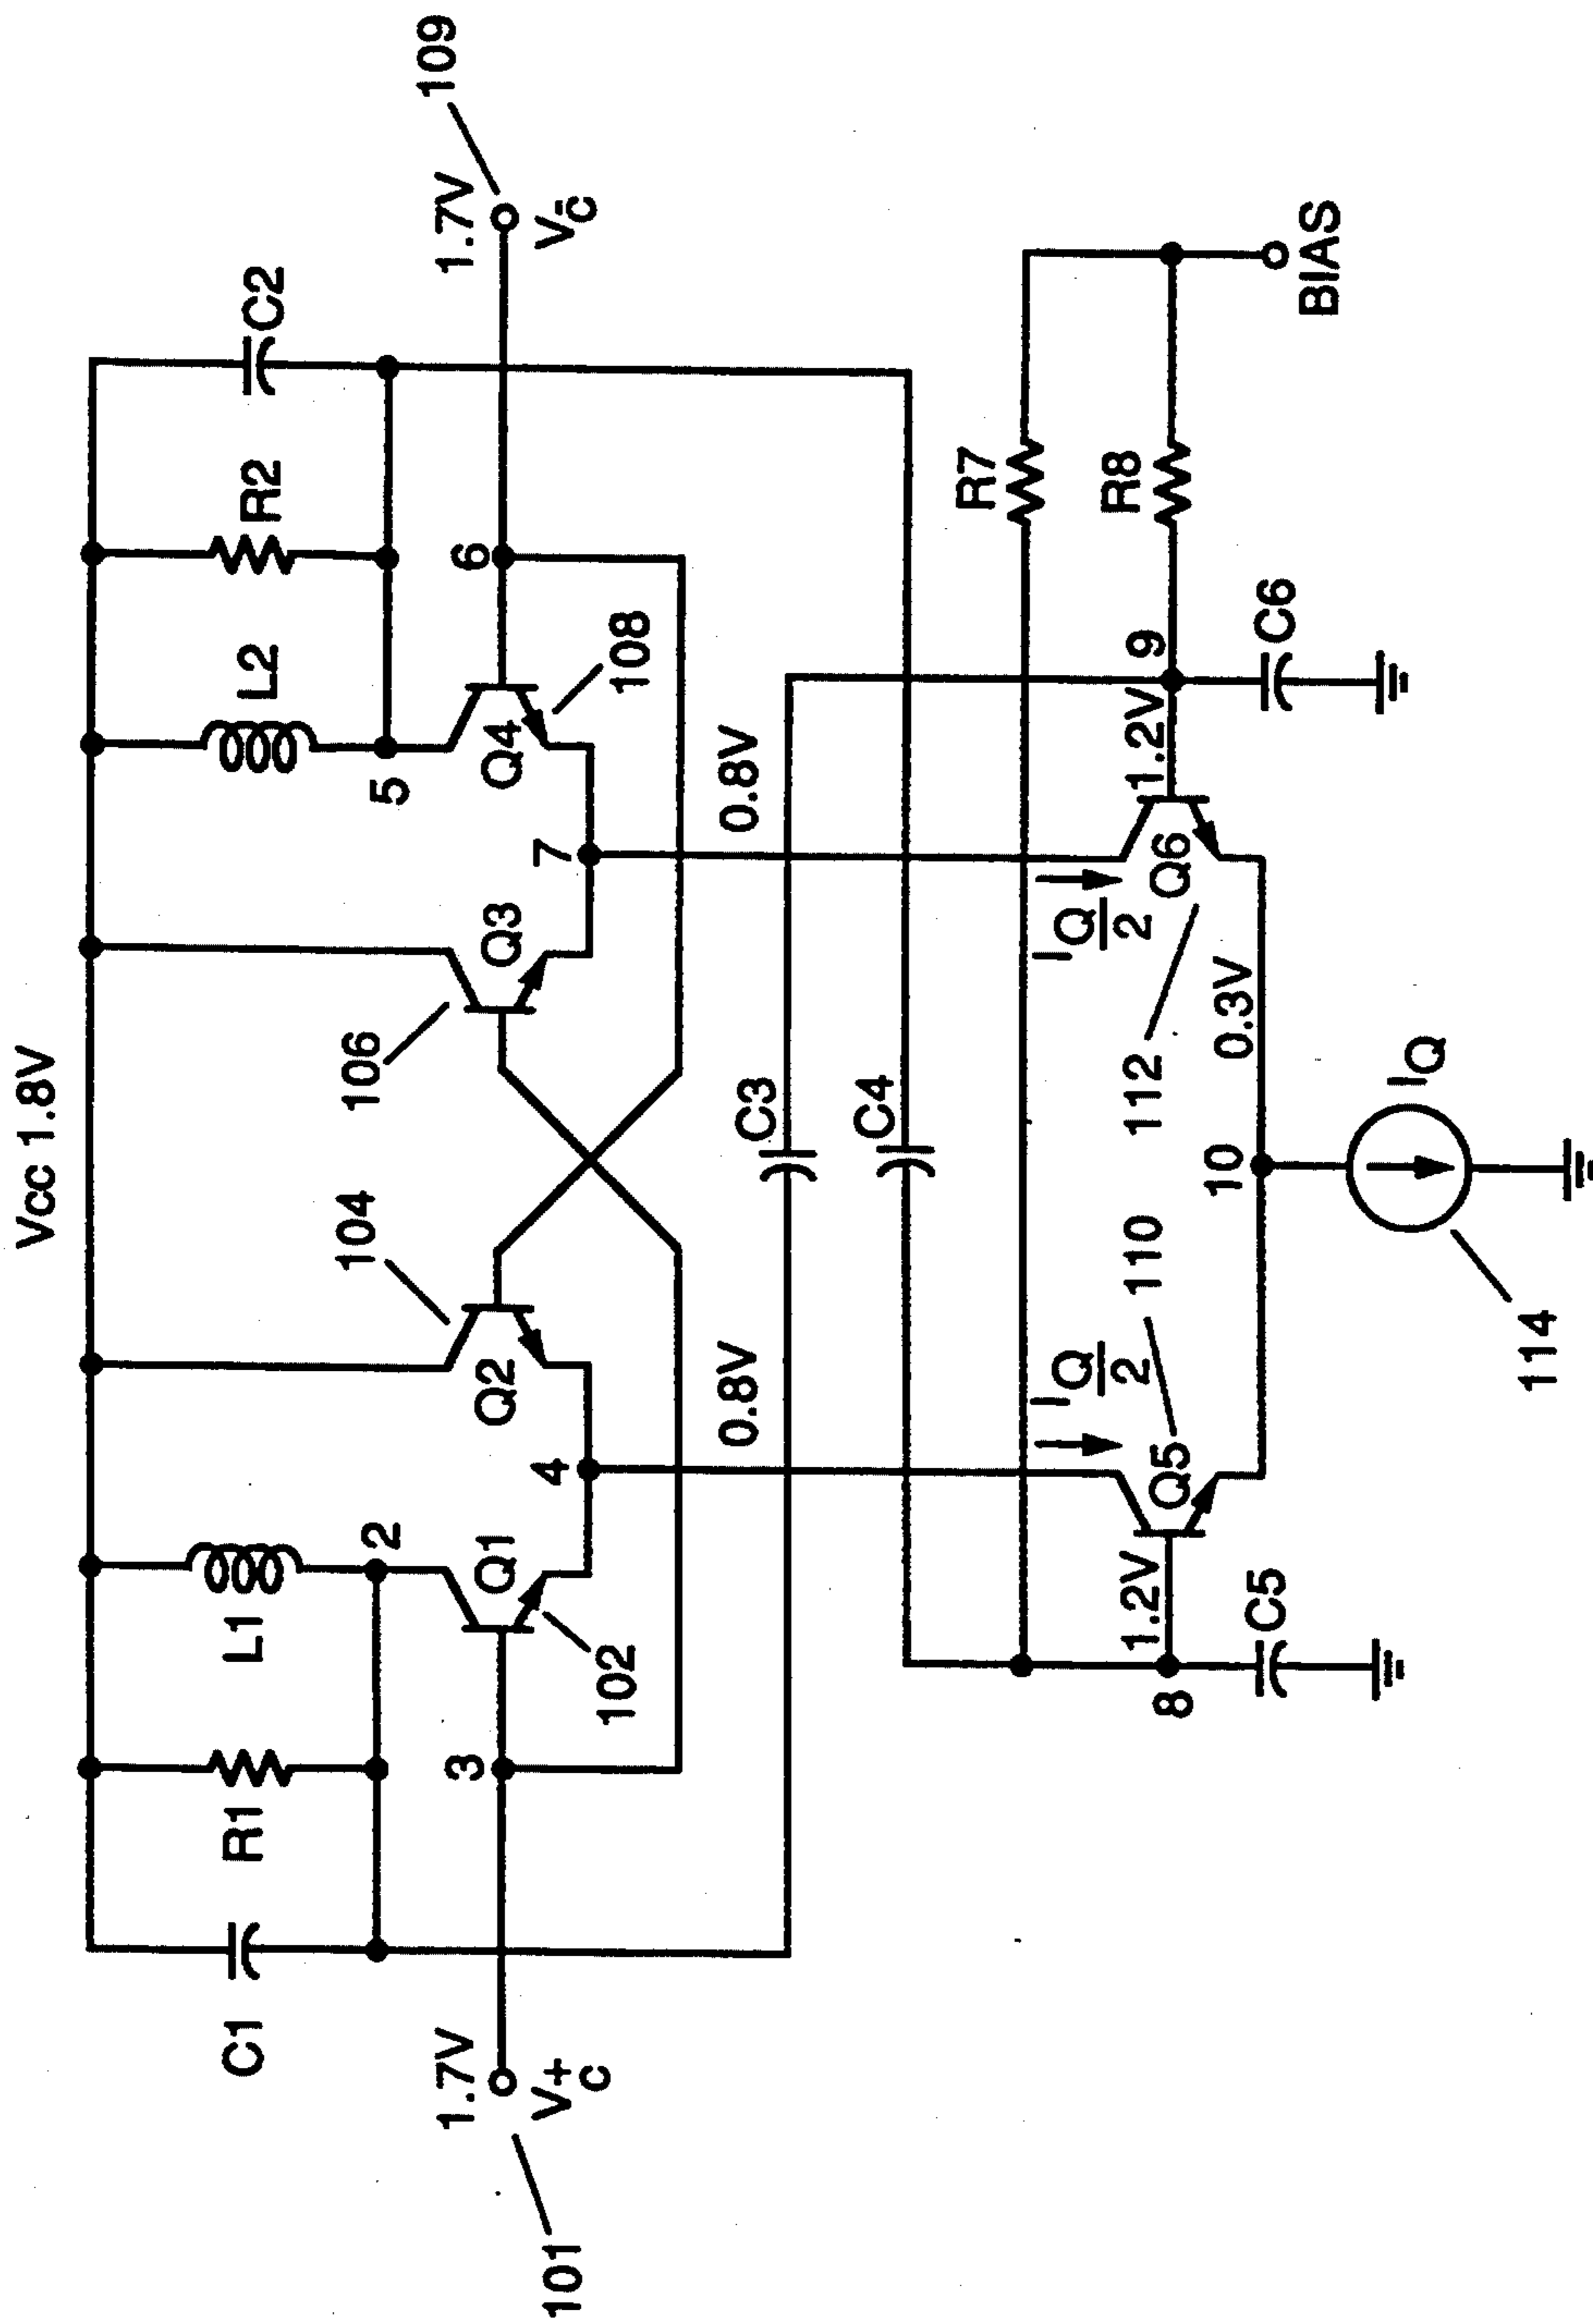 Vcc 1.8V
C1
R1
L1
L2
R2
C2
104
106
2
5
101
1.7V
V+
c
3
102
Q1
Q2
Q3
Q4
108
6
1.7V
V-
c
109
4
7
0.8V
0.8V
C3
C4
R7
IQ
2
IQ
2
1.2V
8
Q5
110
112
Q6
1.2V
9
R8
C5
10
0.3V
C6
BIAS
114
IQ